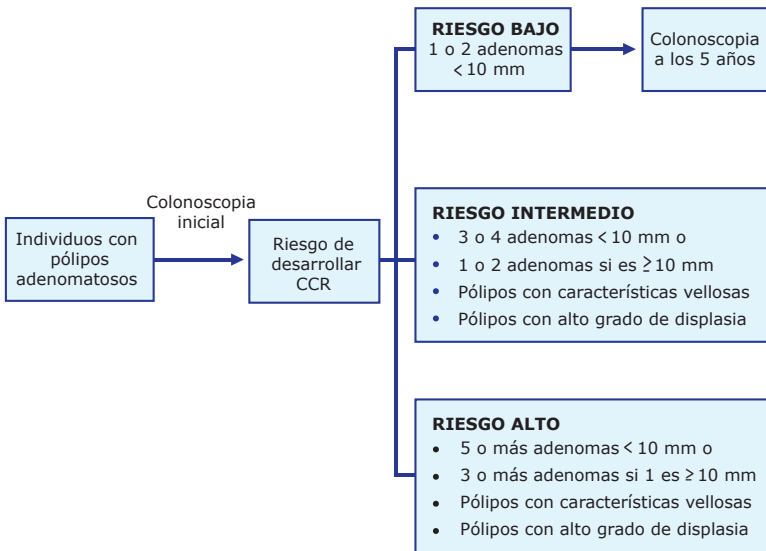 Individuos con
pólipos
adenomatosos
Colonoscopia
inicial
Riesgo de
desarrollar
CCR
RIESGO BAJO
1 o 2 adenomas
< 10 mm
Colonoscopia
a los 5 años
RIESGO INTERMEDIO
• 3 o 4 adenomas < 10 mm o
• 1 o 2 adenomas si es ≥ 10 mm
• Pólipos con características vellosas
• Pólipos con alto grado de displasia
RIESGO ALTO
• 5 o más adenomas < 10 mm o
• 3 o más adenomas si 1 es ≥ 10 mm
• Pólipos con características vellosas
• Pólipos con alto grado de displasia